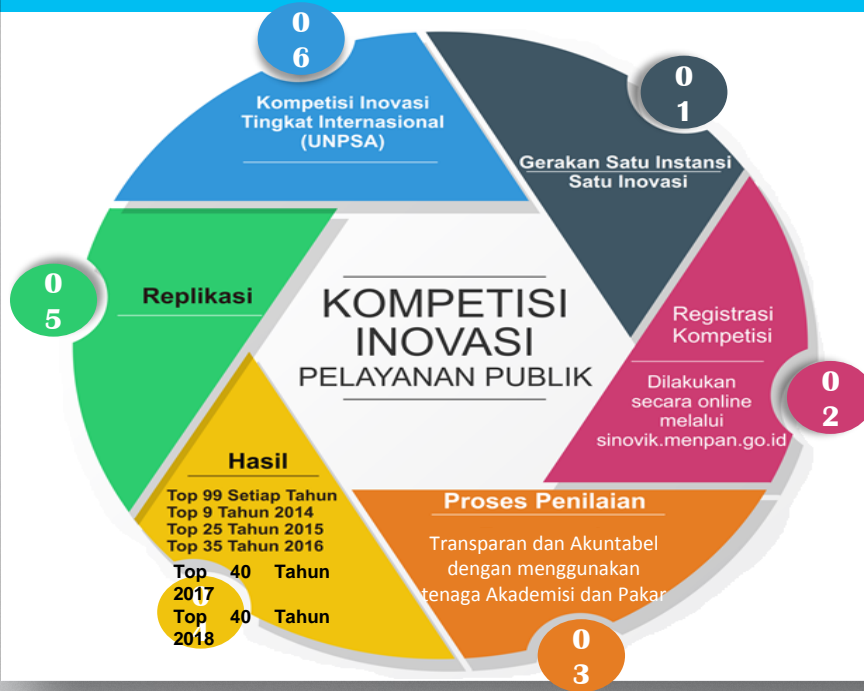 KOMPETISI
INOVASI
PELAYANAN PUBLIK
0
1
Gerakan Satu Instansi
Satu Inovasi
0
2
Registrasi
Kompetisi
Dilakukan
secara online
melalui
sinovik.menpan.go.id
0
3
Proses Penilaian
Transparan dan Akuntabel
dengan menggunakan
tenaga Akademisi dan Pakar
Hasil
Top 99 Setiap Tahun
Top 9 Tahun 2014
Top 25 Tahun 2015
Top 35 Tahun 2016
Top 40 Tahun
2017
Top 40 Tahun
2018
0
5
Replikasi
0
6
Kompetisi Inovasi
Tingkat Internasional
(UNPSA)